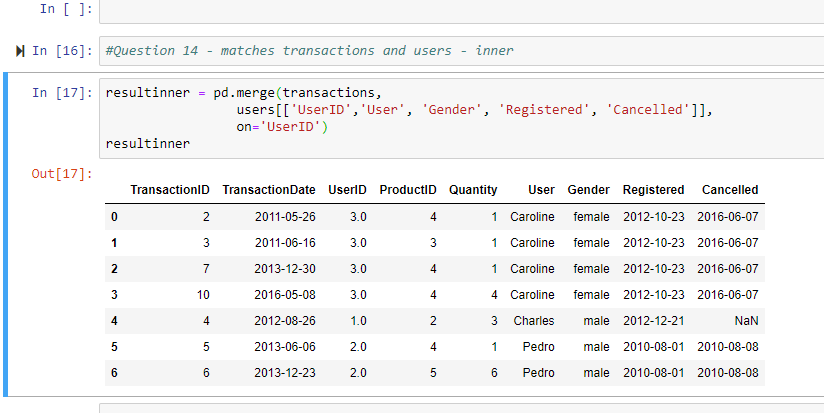 In [ ]:
In [16]: #Question 14 - matches transactions and users - inner
In [17]: resultinner = pd.merge(transactions,
users[['UserID','User', 'Gender', 'Registered', 'Cancelled']],
on='UserID')
resultinner
Out[17]:
TransactionID TransactionDate UserID ProductID Quantity User Gender Registered Cancelled
0 2 2011-05-26 3.0 4 1 Caroline female 2012-10-23 2016-06-07
1 3 2011-06-16 3.0 3 1 Caroline female 2012-10-23 2016-06-07
2 7 2013-12-30 3.0 4 1 Caroline female 2012-10-23 2016-06-07
3 10 2016-05-08 3.0 4 4 Caroline female 2012-10-23 2016-06-07
4 4 2012-08-26 1.0 2 3 Charles male 2012-12-21 NaN
5 5 2013-06-06 2.0 4 1 Pedro male 2010-08-01 2010-08-08
6 6 2013-12-23 2.0 5 6 Pedro male 2010-08-01 2010-08-08